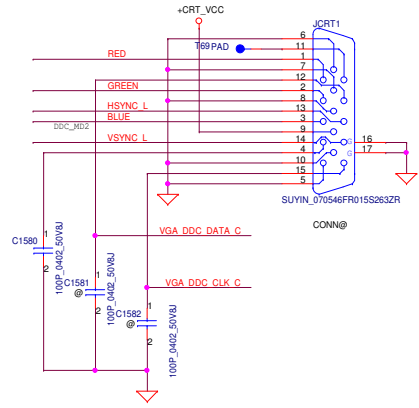 +CRT_VCC
JCRT1
6
T69 PAD
11
RED
1
7
12
GREEN
2
8
HSYNC_L
13
BLUE
3
DDC_MD2
9
VSYNC_L
14
G
16
4
G
17
10
15
5
SUYIN_070546FR015S263ZR
CONN@
1
C1580
2
100P_0402_50V8J
VGA_DDC_DATA_C
1
C1581
@
2
100P_0402_50V8J
VGA_DDC_CLK_C
1
C1582
@
2
100P_0402_50V8J